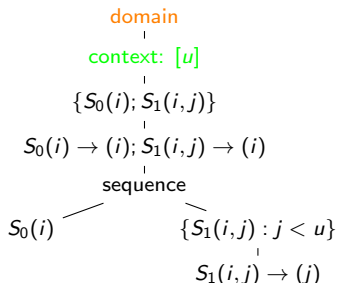 domain
context: [u]
{S₀(i); S₁(i, j)}
S₀(i) → (i); S₁(i, j) → (i)
sequence
S₀(i) {S₁(i, j) : j < u}
S₁(i, j) → (j)